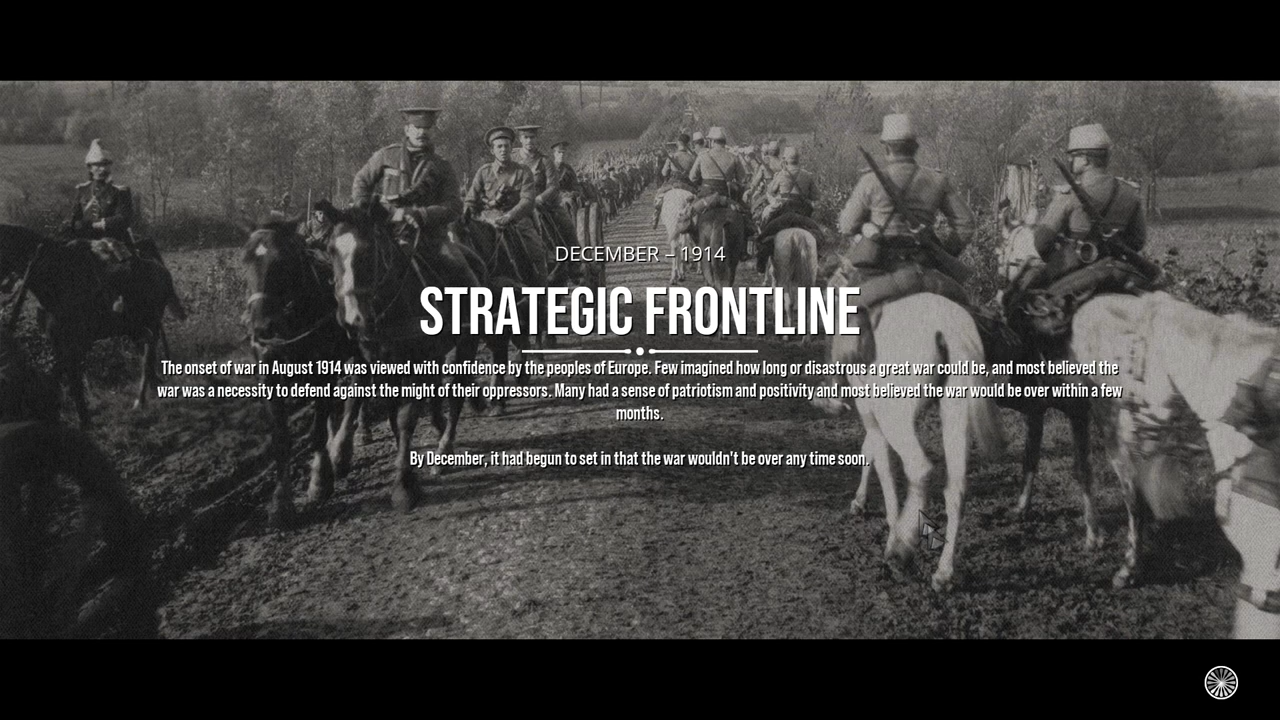 DECEMBER – 1914
STRATEGIC FRONTLINE
The onset of war in August 1914 was viewed with confidence by the peoples of Europe. Few imagined how long or disastrous a great war could be, and most believed the
war was a necessity to defend against the might of their oppressors. Many had a sense of patriotism and positivity and most believed the war would be over within a few
months.
By December, it had begun to set in that the war wouldn't be over any time soon.